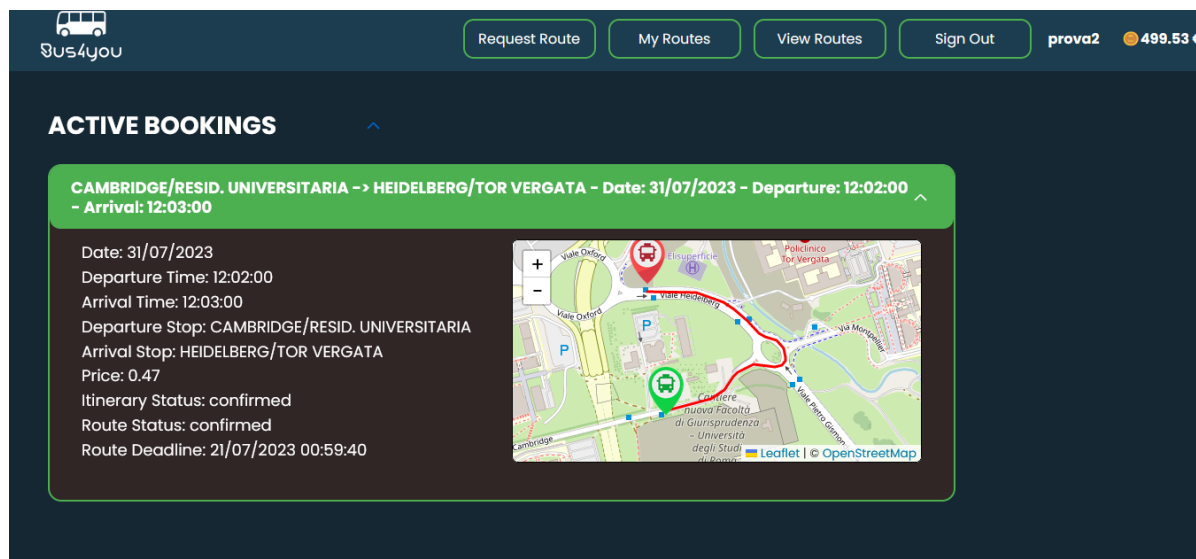 Bus4you
Request Route
My Routes
View Routes
Sign Out
prova2
499.53 €
ACTIVE BOOKINGS
CAMBRIDGE/RESID. UNIVERSITARIA -> HEIDELBERG/TOR VERGATA - Date: 31/07/2023 - Departure: 12:02:00
- Arrival: 12:03:00
Date: 31/07/2023
Departure Time: 12:02:00
Arrival Time: 12:03:00
Departure Stop: CAMBRIDGE/RESID. UNIVERSITARIA
Arrival Stop: HEIDELBERG/TOR VERGATA
Price: 0.47
Itinerary Status: confirmed
Route Status: confirmed
Route Deadline: 21/07/2023 00:59:40
+
−
Viale Oxford
Elisuperficie
H
Policlinico
Tor Vergata
Viale Heidelberg
Viale Oxford
P
P
Via Montpellier
Viale Pietro Gismon
Cantiere
nuova Facoltà
di Giurisprudenza
- Università
degli Studi
di Roma
Cambridge
Leaflet | © OpenStreetMap